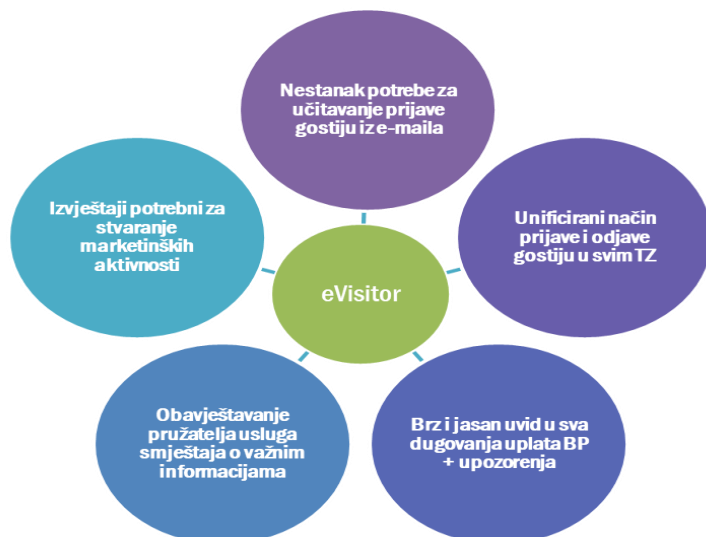 Nestanak potrebe za
učitavanje prijave
gostiju iz e-maila
Izvještaji potrebni za
stvaranje
marketinških
aktivnosti
Unificirani način
prijave i odjave
gostiju u svim TZ
eVisitor
Obavještavanje
pružatelja usluga
smještaja o važnim
informacijama
Brz i jasan uvid u sva
dugovanja uplata BP
+ upozorenja